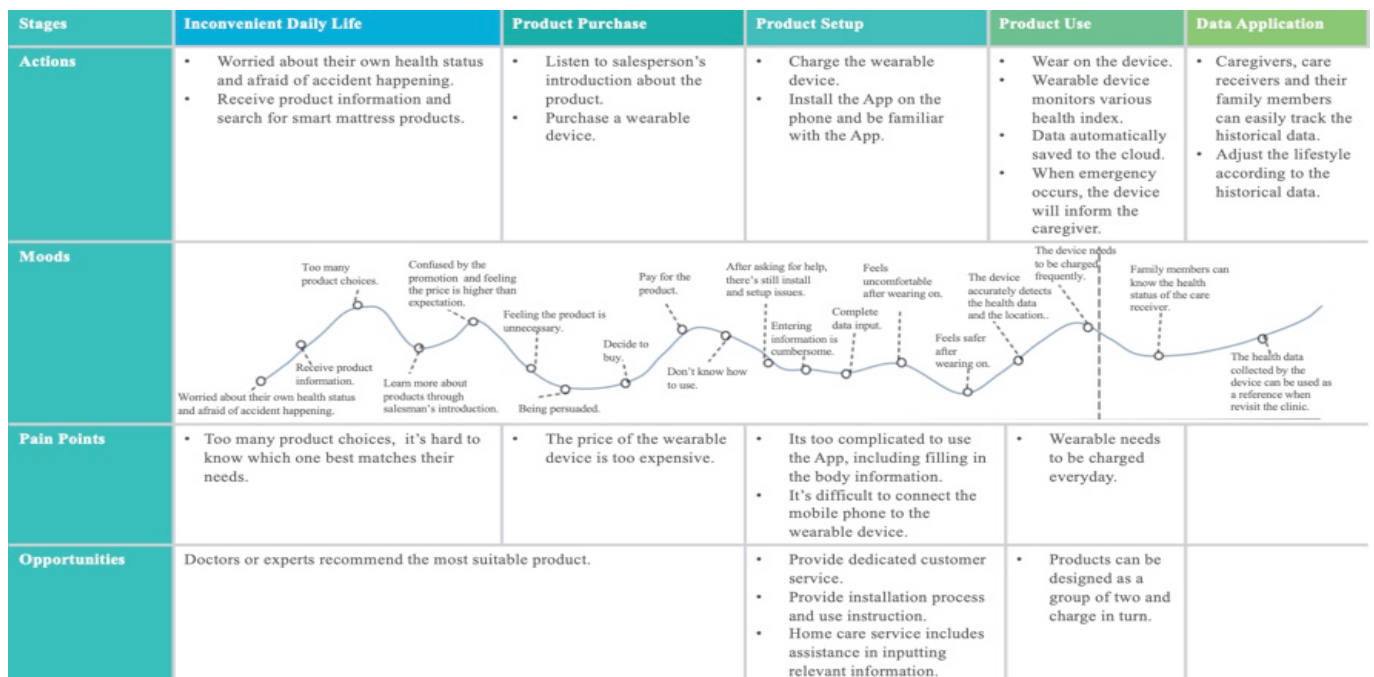 Stages
Inconvenient Daily Life
Product Purchase
Product Setup
Product Use
Data Application
Actions
• Worried about their own health status
and afraid of accident happening.
• Receive product information and
search for smart mattress products.
• Listen to salesperson's
introduction about the
product.
• Purchase a wearable
device.
• Charge the wearable
device.
• Install the App on the
phone and be familiar
with the App.
• Wear on the device.
• Wearable device
monitors various
health index.
• Data automatically
saved to the cloud.
• When emergency
occurs, the device
will inform the
caregiver.
• Caregivers, care
receivers and their
family members
can easily track the
historical data.
• Adjust the lifestyle
according to the
historical data.
Moods
Worried about their own health status
and afraid of accident happening.
Receive product
information.
Too many
product choices.
Learn more about
products through
salesman's introduction.
Confused by the
promotion and feeling
the price is higher than
expectation.
Feeling the product is
unnecessary.
Being persuaded.
Decide to
buy.
Pay for the
product.
Don't know how
to use.
After asking for help,
there's still install
and setup issues.
Entering
information is
cumbersome.
Complete
data input.
Feels
uncomfortable
after wearing on.
Feels safer
after
wearing on.
The device
accurately detects
the health data
and the location..
The device needs
to be charged
frequently.
Family members can
know the health
status of the care
receiver.
The health data
collected by the
device can be used as
a reference when
revisit the clinic.
Pain Points
• Too many product choices, it's hard to
know which one best matches their
needs.
• The price of the wearable
device is too expensive.
• Its too complicated to use
the App, including filling in
the body information.
• It's difficult to connect the
mobile phone to the
wearable device.
• Wearable needs
to be charged
everyday.
Opportunities
Doctors or experts recommend the most suitable product.
• Provide dedicated customer
service.
• Provide installation process
and use instruction.
• Home care service includes
assistance in inputting
relevant information.
• Products can be
designed as a
group of two and
charge in turn.